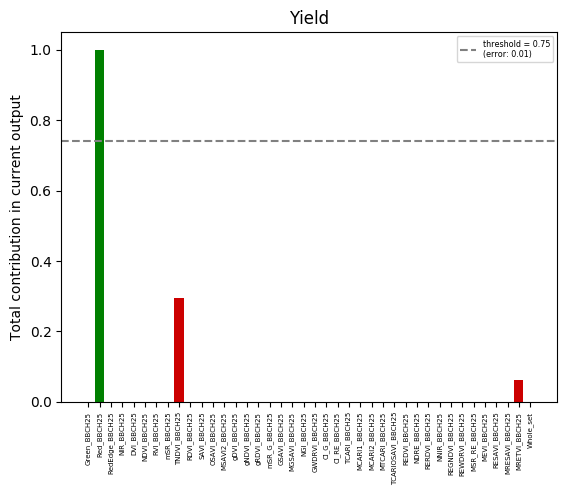 Yield
threshold = 0.75
(error: 0.01)
Total contribution in current output
1.0
0.8
0.6
0.4
0.2
0.0
Green_BBCH25
Red_BBCH25
RedEdge_BBCH25
NIR_BBCH25
DVI_BBCH25
NDVI_BBCH25
RVI_BBCH25
mSR_BBCH25
TNDVI_BBCH25
RDVI_BBCH25
SAVI_BBCH25
OSAVI_BBCH25
MSAVI2_BBCH25
gDVI_BBCH25
gNDVI_BBCH25
gRDVI_BBCH25
mSR_G_BBCH25
GSAVI_BBCH25
MGSAVI_BBCH25
NGI_BBCH25
GWDRVI_BBCH25
CI_G_BBCH25
CI_RE_BBCH25
TCARI_BBCH25
MCARI1_BBCH25
MCARI2_BBCH25
MTCARI_BBCH25
TCARIOSAVI_BBCH25
REDVI_BBCH25
NDRE_BBCH25
RERDVI_BBCH25
NNIR_BBCH25
REGNDVI_BBCH25
REWDRVI_BBCH25
MSR_RE_BBCH25
MEVI_BBCH25
RESAVI_BBCH25
MRESAVI_BBCH25
MRETVI_BBCH25
Whole_set